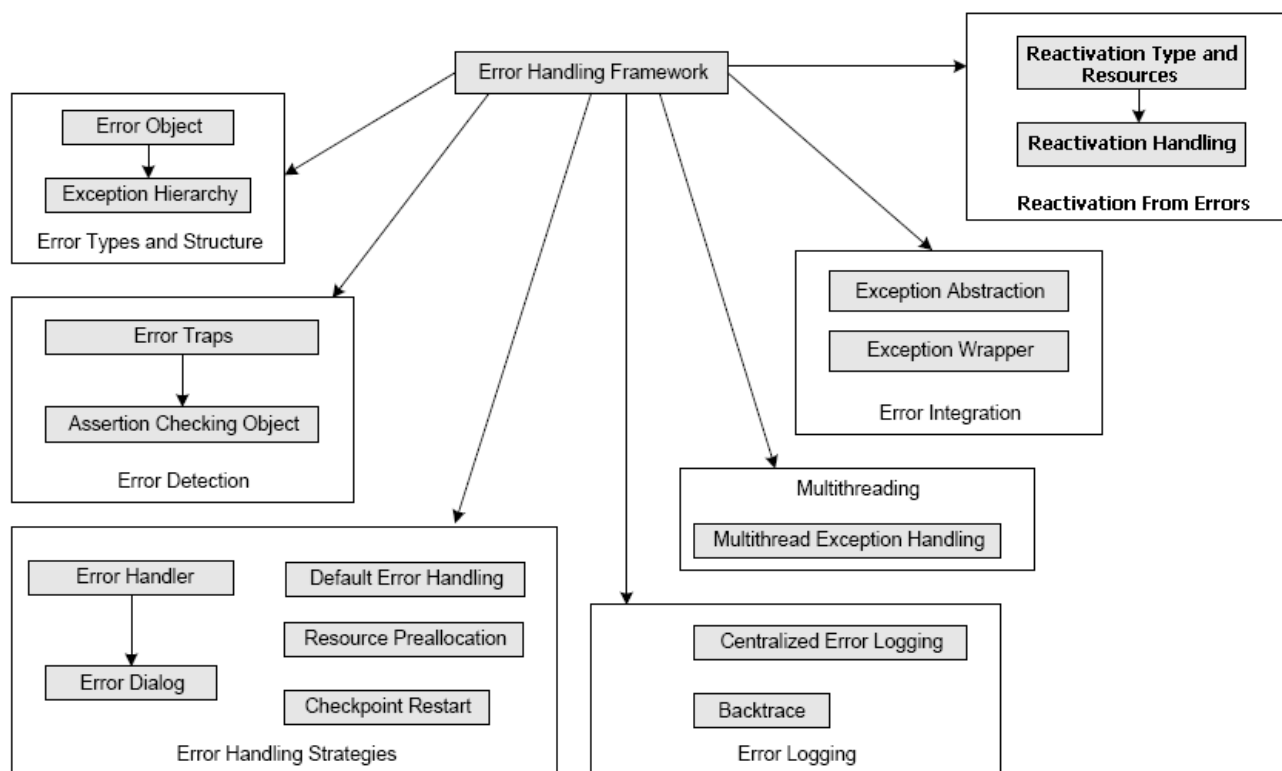 Error Handling Framework
Reactivation Type and
Resources
Reactivation Handling
Reactivation From Errors
Error Object
Exception Hierarchy
Error Types and Structure
Exception Abstraction
Exception Wrapper
Error Integration
Error Traps
Assertion Checking Object
Error Detection
Multithreading
Multithread Exception Handling
Error Handler
Error Dialog
Default Error Handling
Resource Preallocation
Checkpoint Restart
Error Handling Strategies
Centralized Error Logging
Backtrace
Error Logging